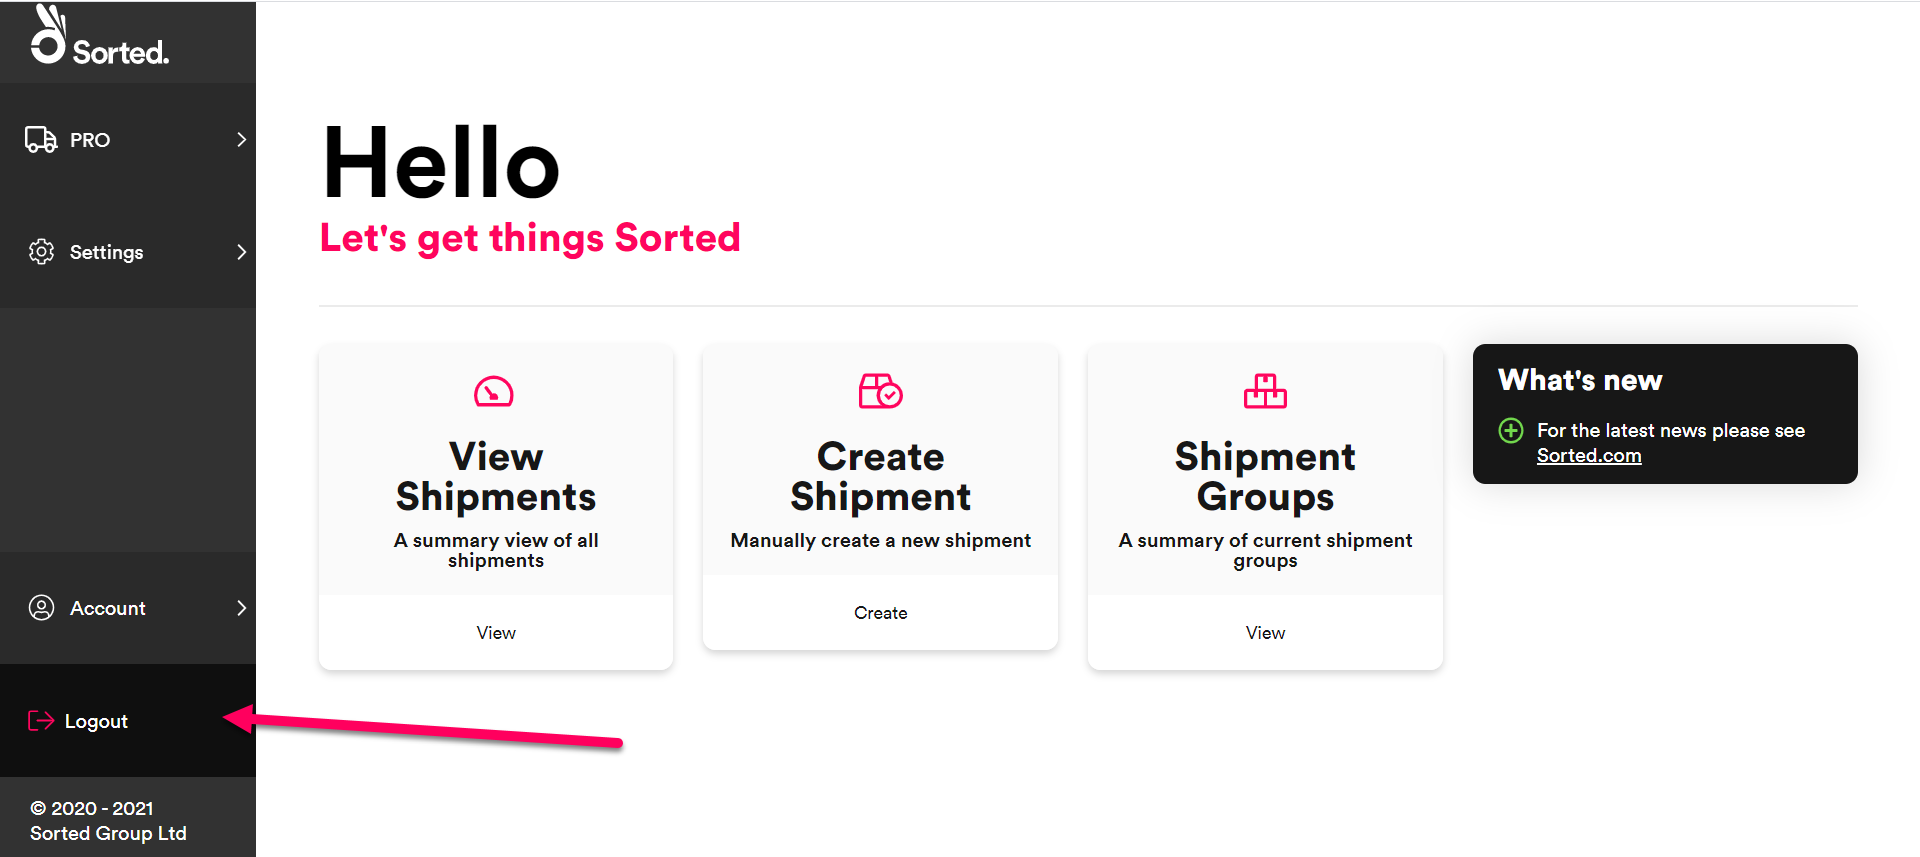 Sorted.
PRO
Settings
Account
Logout
© 2020 - 2021
Sorted Group Ltd
Hello
Let's get things Sorted
View
Shipments
A summary view of all
shipments
View
Create
Shipment
Manually create a new shipment
Create
Shipment
Groups
A summary of current shipment
groups
View
What's new
For the latest news please see
Sorted.com